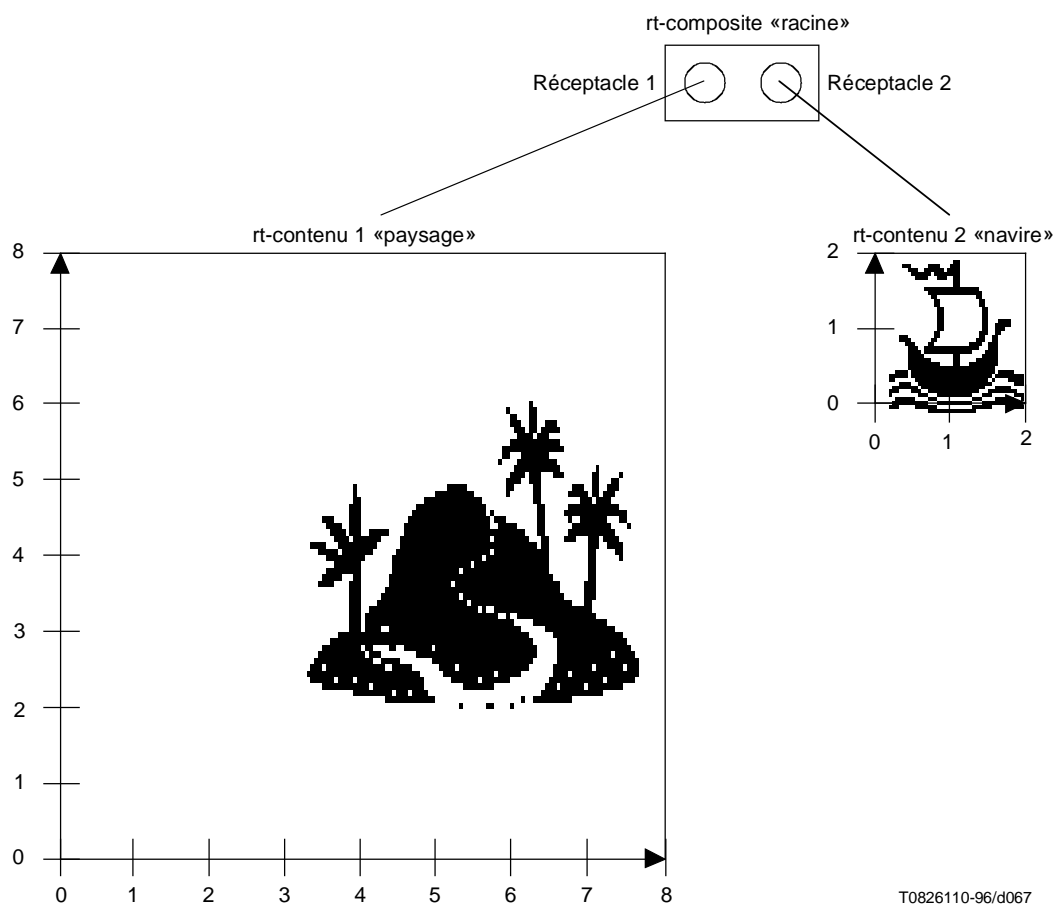 rt-composite «racine»
Réceptacle 1
Réceptacle 2
rt-contenu 1 «paysage»
rt-contenu 2 «navire»
8
7
6
5
4
3
2
1
0
0 1 2 3 4 5 6 7 8
2
1
0
0 1 2
T0826110-96/d067